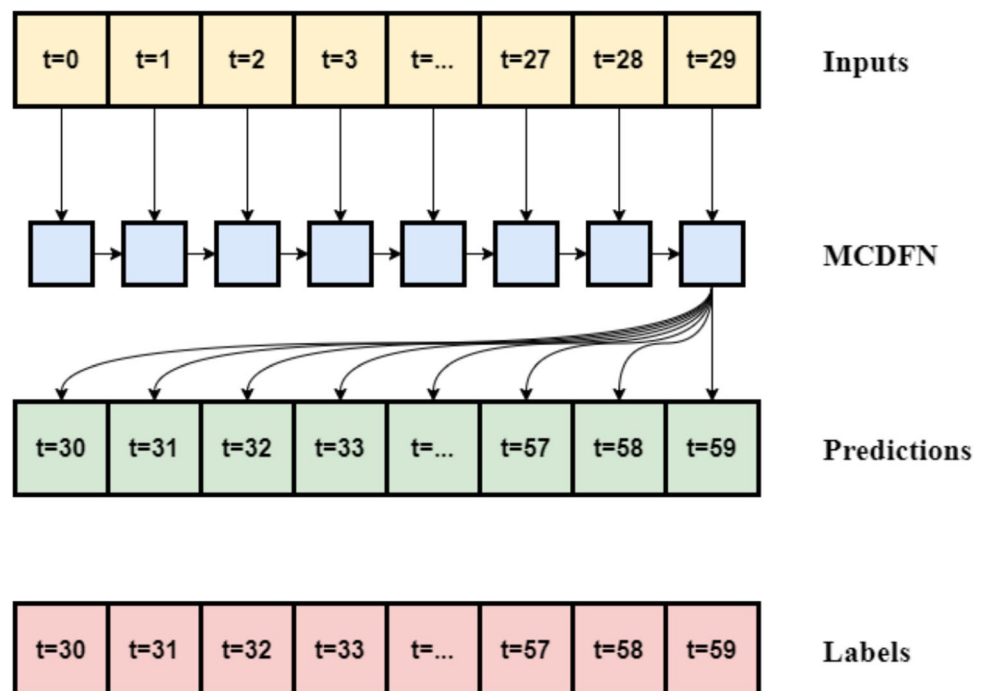 t=0 t=1 t=2 t=3 t=... t=27 t=28 t=29 Inputs
MCDFN
t=30 t=31 t=32 t=33 t=... t=57 t=58 t=59 Predictions
t=30 t=31 t=32 t=33 t=... t=57 t=58 t=59 Labels